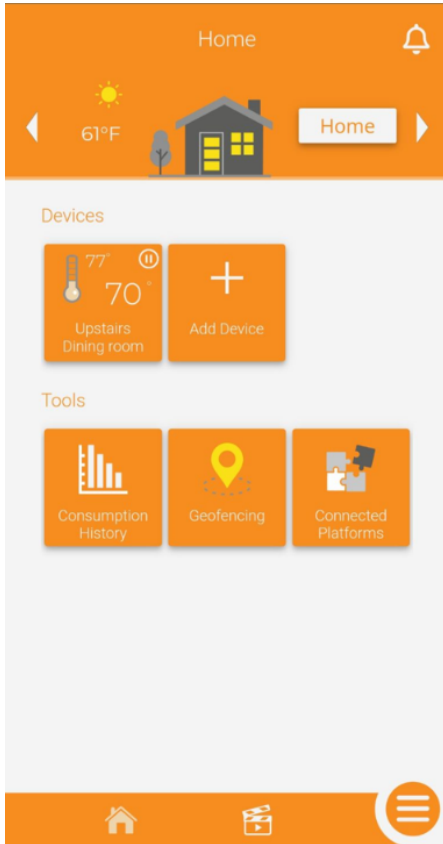 Home
61°F
Home
Devices
77°
70°
Upstairs
Dining room
Add Device
Tools
Consumption
History
Geofencing
Connected
Platforms